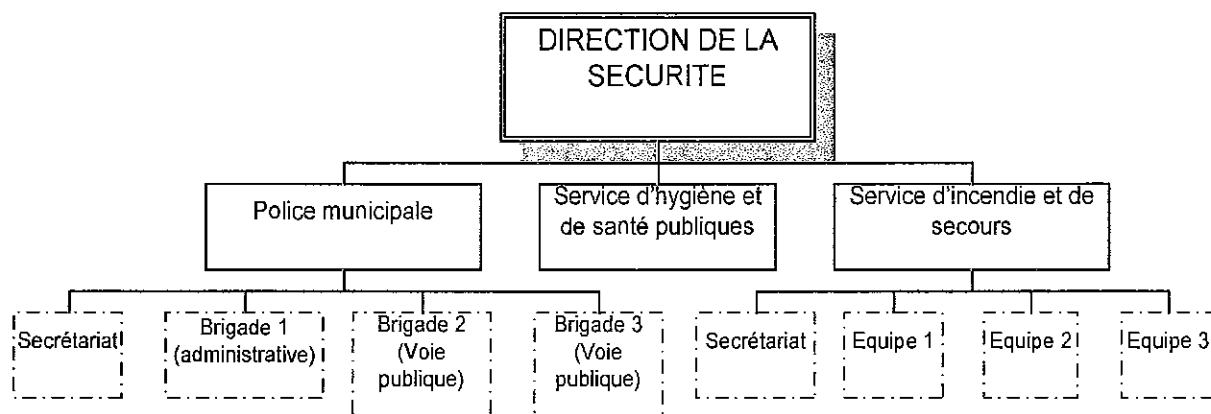 DIRECTION DE LA
SECURITE
Police municipale
Service d'hygiène et
de santé publiques
Service d'incendie et de
secours
Secrétariat
Brigade 1
(administrative)
Brigade 2
(Voie
publique)
Brigade 3
(Voie
publique)
Secrétariat
Equipe 1
Equipe 2
Equipe 3